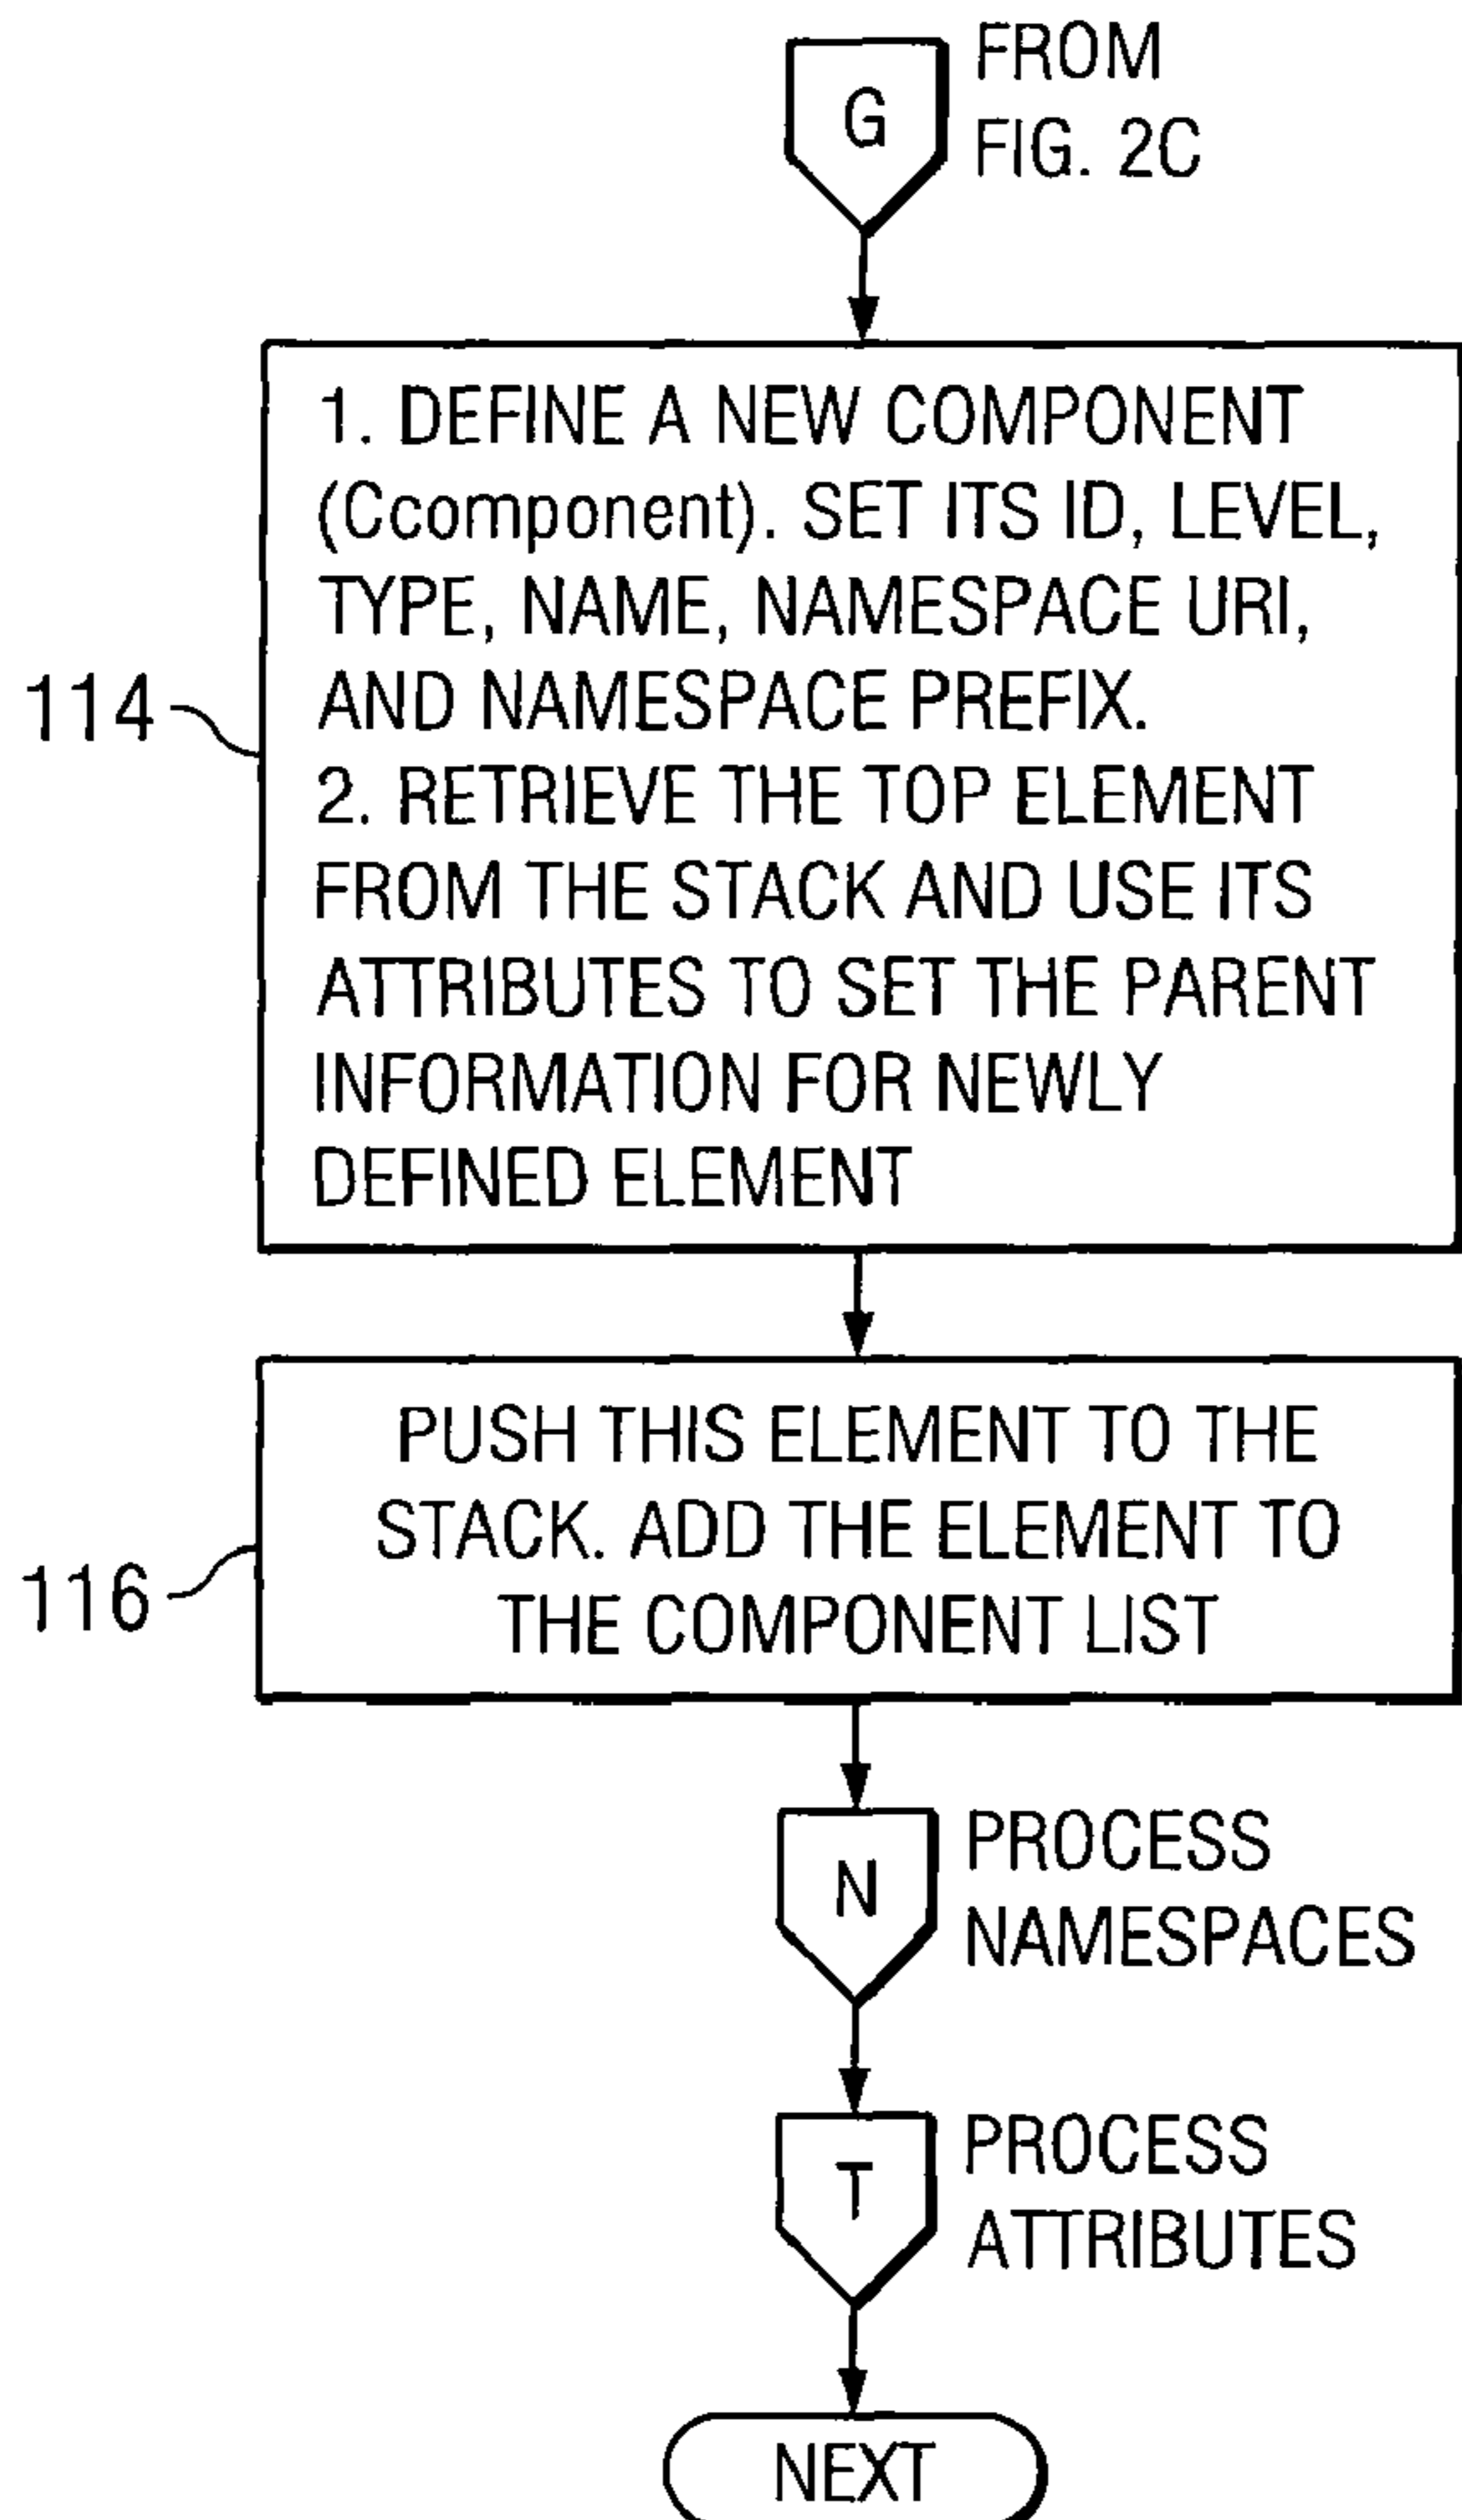 G
FROM
FIG. 2C
1. DEFINE A NEW COMPONENT
(Ccomponent). SET ITS ID, LEVEL,
TYPE, NAME, NAMESPACE URI,
AND NAMESPACE PREFIX.
2. RETRIEVE THE TOP ELEMENT
FROM THE STACK AND USE ITS
ATTRIBUTES TO SET THE PARENT
INFORMATION FOR NEWLY
DEFINED ELEMENT
114
PUSH THIS ELEMENT TO THE
STACK. ADD THE ELEMENT TO
THE COMPONENT LIST
116
N
PROCESS
NAMESPACES
T
PROCESS
ATTRIBUTES
NEXT